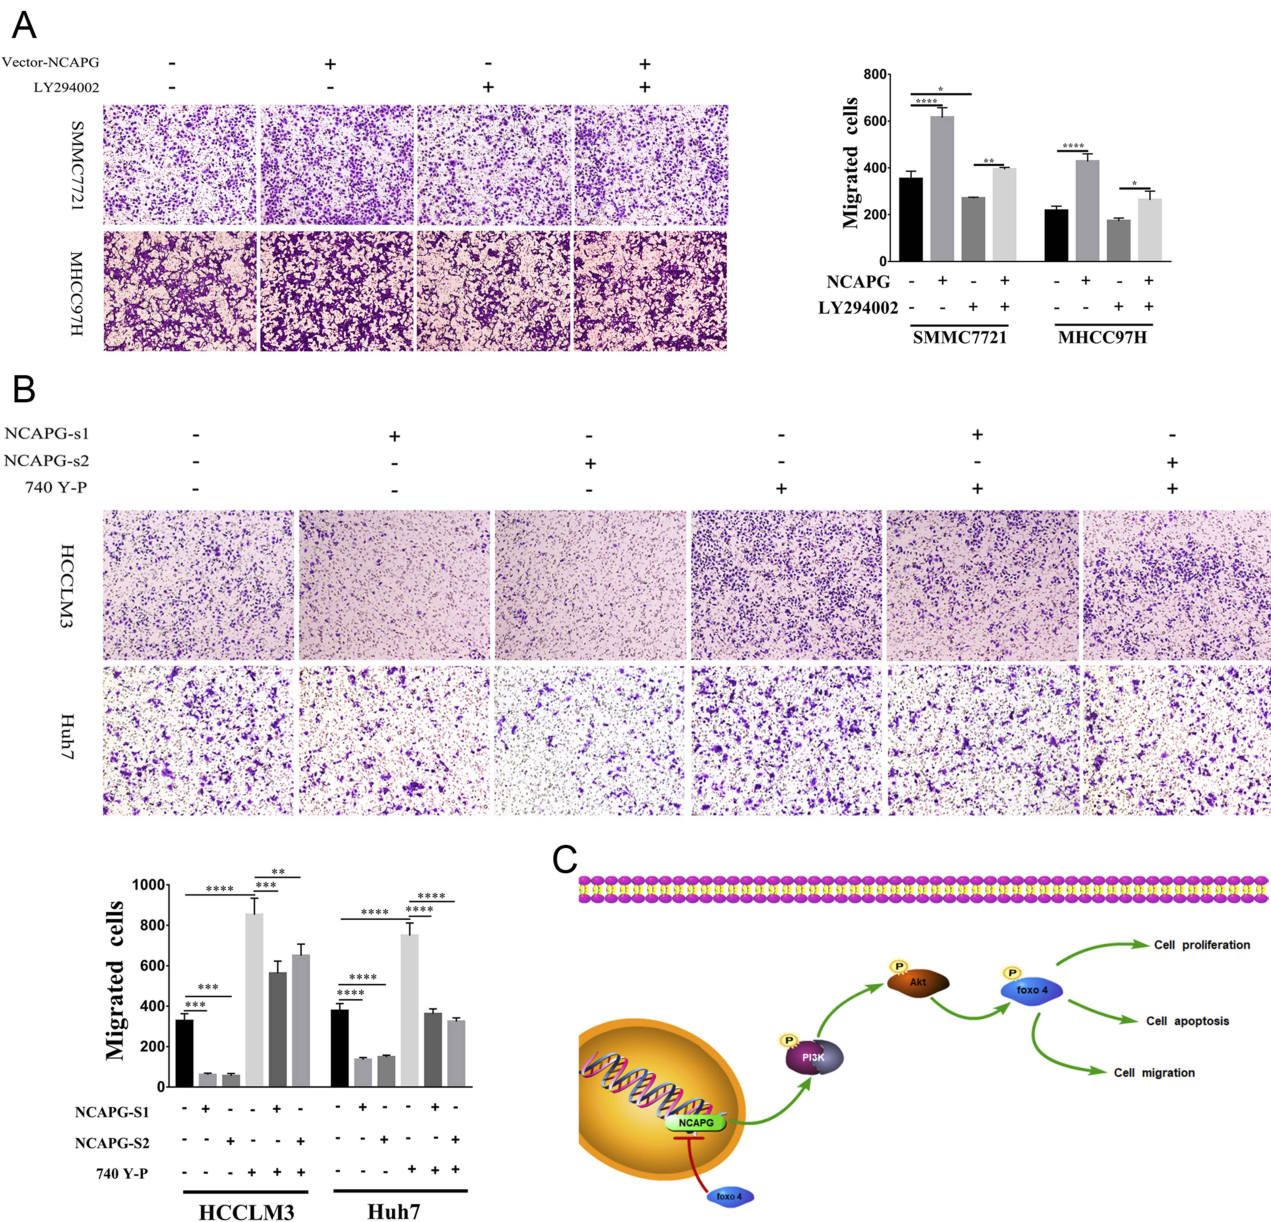 A
Vector-NCAPG - + - +
LY294002 - - + +
SMMC7721
MHCC97H
Migrated cells
800
600
400
200
0
* **** ** **** *
NCAPG - + - + - + - +
LY294002 - - + + - - + +
SMMC7721 MHCC97H
B
NCAPG-s1 - + - - + -
NCAPG-s2 - - + - - +
740 Y-P - - - + + +
HCCLM3
Huh7
Migrated cells
1000
800
600
400
200
0
*** *** **** *** ** **** **** **** **** ****
NCAPG-S1 - + - - + - - + - - + -
NCAPG-S2 - - + - - + - - + - - +
740 Y-P - - - + + + - - - + + +
HCCLM3 Huh7
C
P
PI3K
P
Akt
P
foxo 4
Cell proliferation
Cell apoptosis
Cell migration
NCAPG
foxo 4